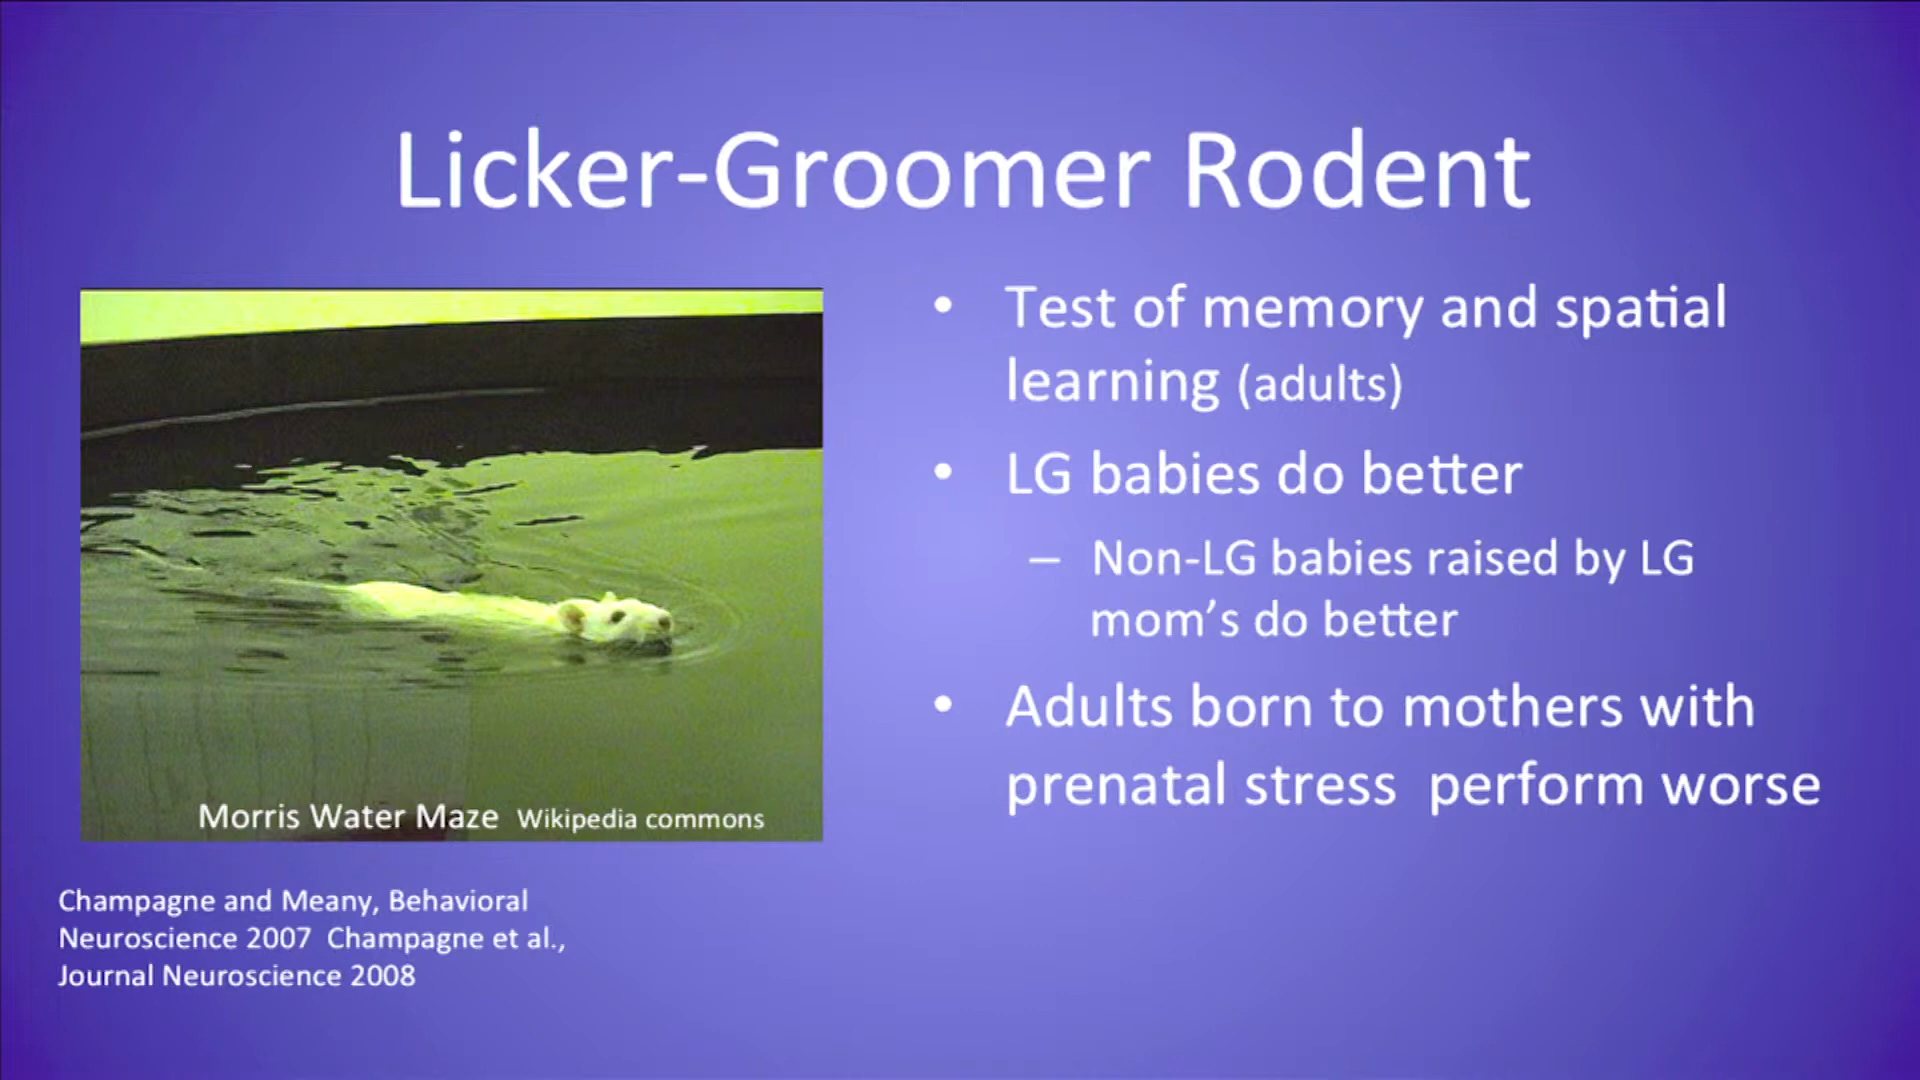 Licker-Groomer Rodent
• Test of memory and spatial
learning (adults)
• LG babies do better
– Non-LG babies raised by LG
mom's do better
• Adults born to mothers with
prenatal stress  perform worse
Morris Water Maze  Wikipedia commons
Champagne and Meany, Behavioral
Neuroscience 2007  Champagne et al.,
Journal Neuroscience 2008